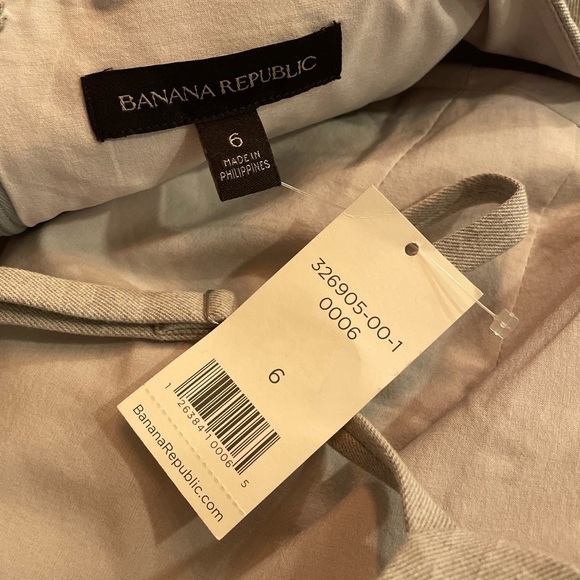 BANANA REPUBLIC
6
MADE IN
PHILIPPINES
326905-00-1
0006
6
1 26384 10006 5
BananaRepublic.com